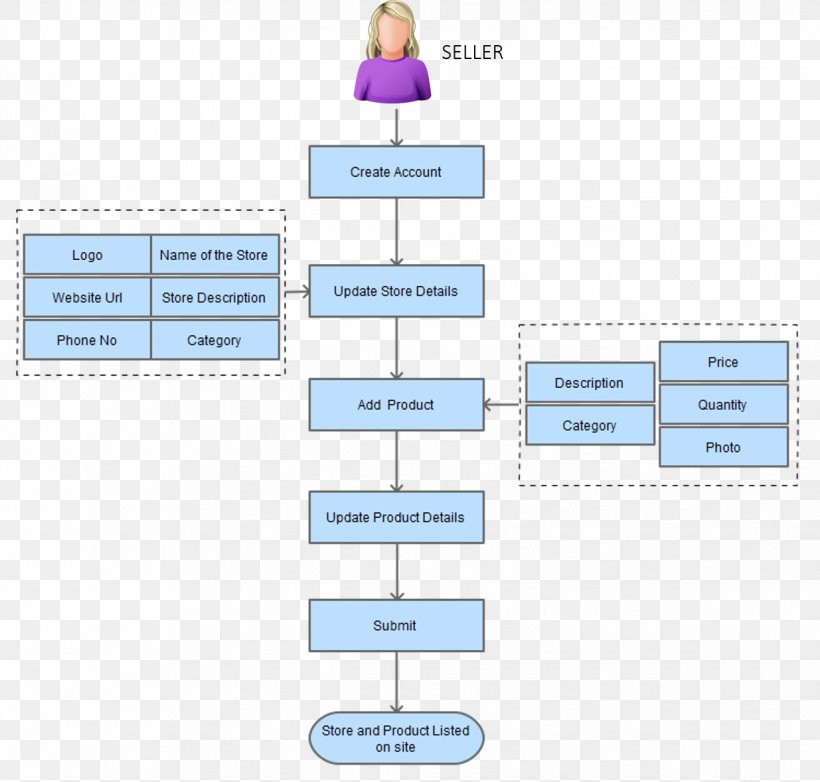 SELLER
Create Account
Logo
Name of the Store
Website Url
Store Description
Phone No
Category
Update Store Details
Add Product
Description
Category
Price
Quantity
Photo
Update Product Details
Submit
Store and Product Listed
on site